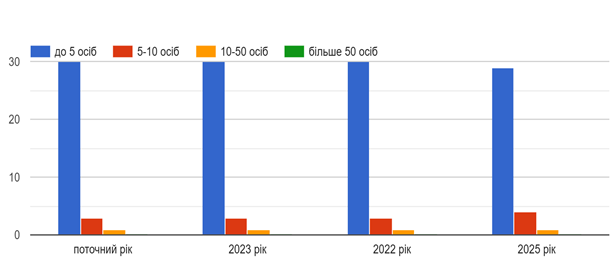 до 5 осіб 5-10 осіб 10-50 осіб більше 50 осіб
30
20
10
0
поточний рік 2023 рік 2022 рік 2025 рік